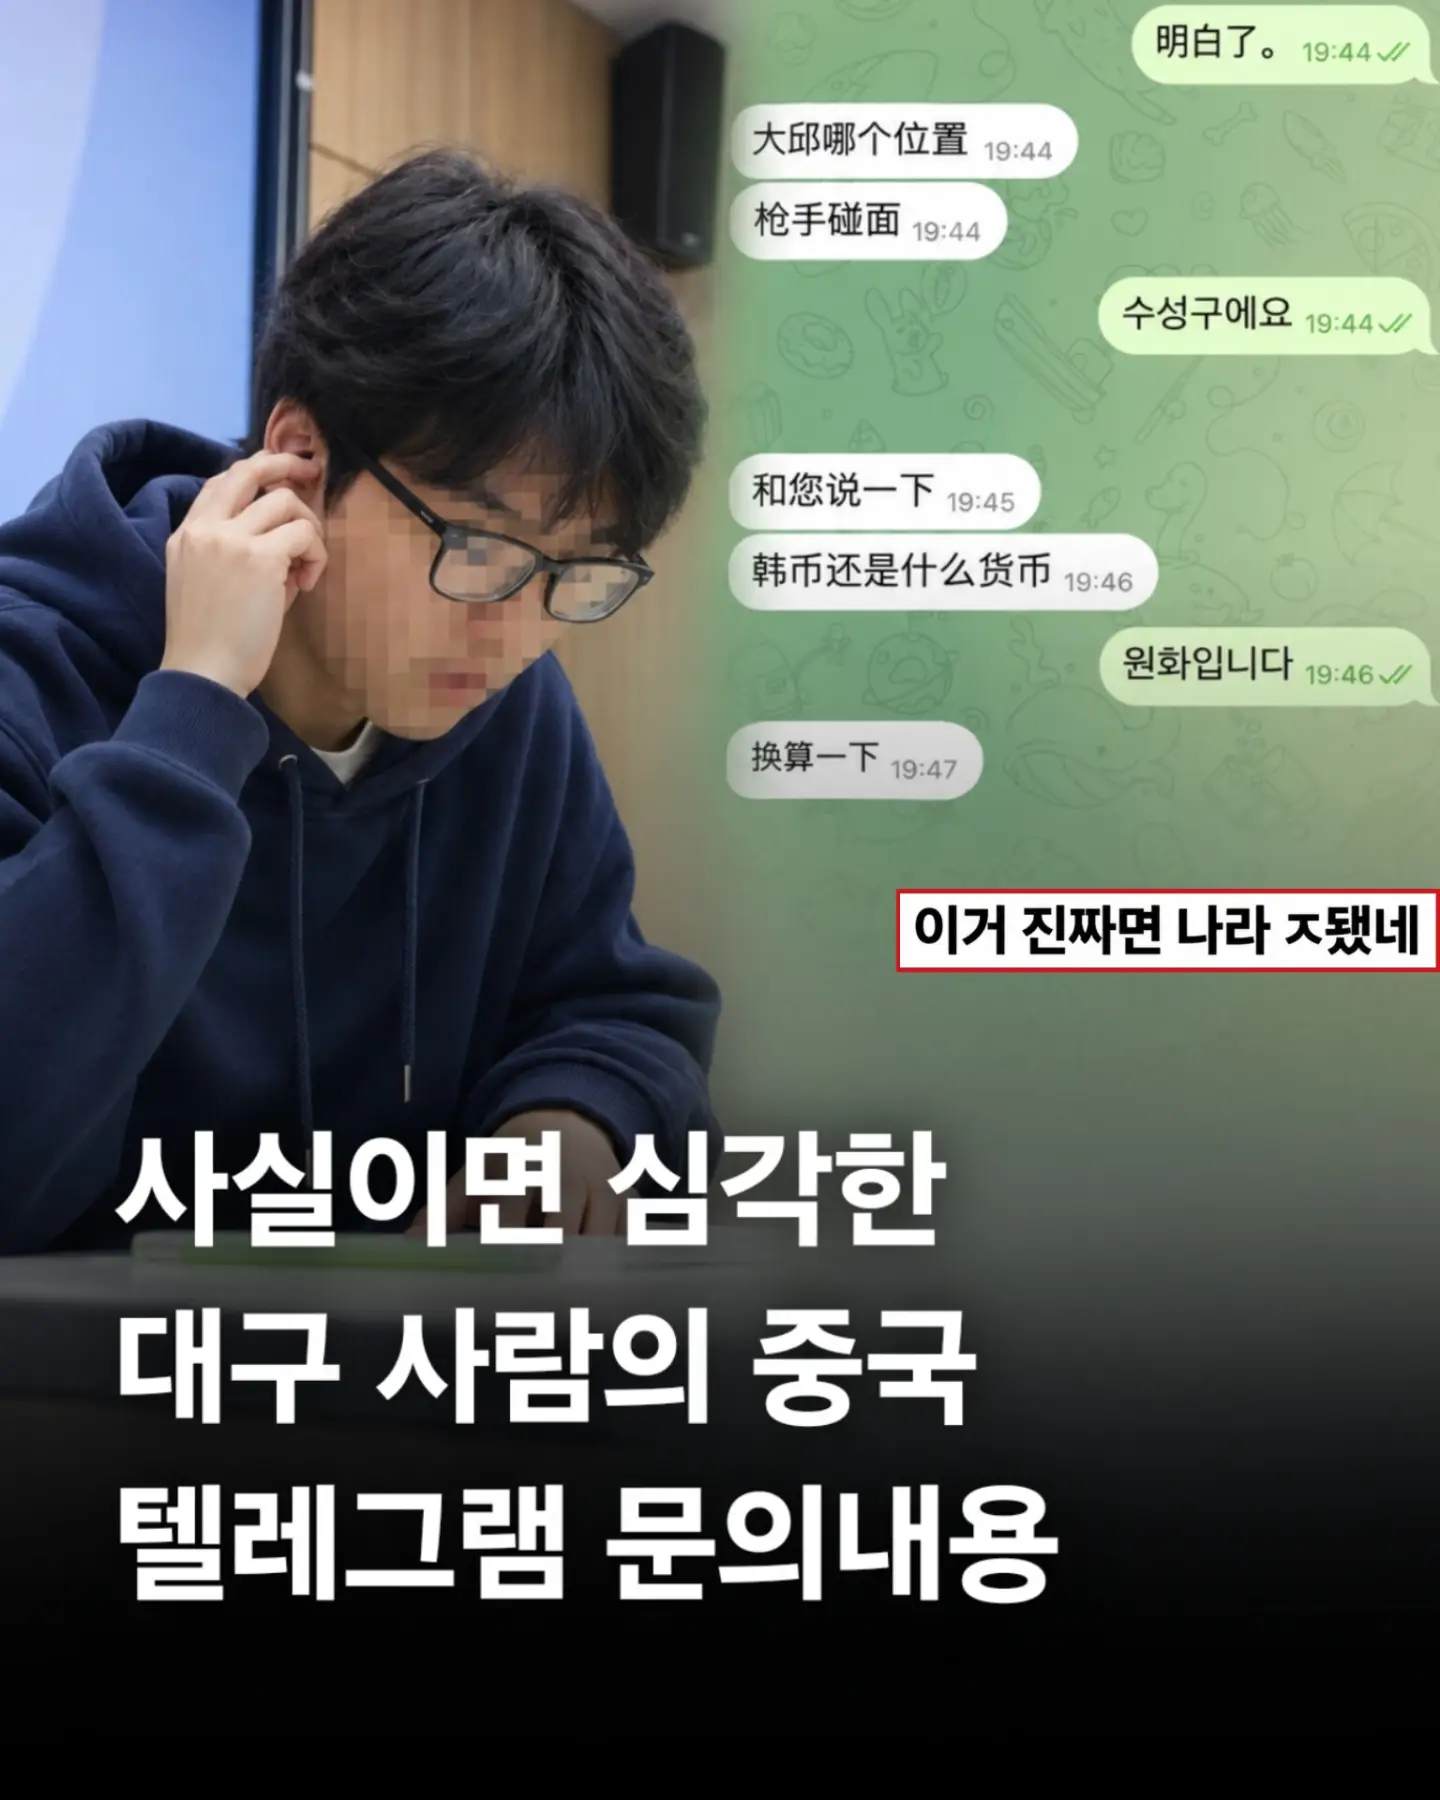 明白了。 19:44
大邱哪个位置 19:44
枪手碰面 19:44
수성구에요 19:44
和您说一下 19:45
韩币还是什么货币 19:46
원화입니다 19:46
换算一下 19:47
이거 진짜면 나라 ㅈ됐네
사실이면 심각한
대구 사람의 중국
텔레그램 문의내용